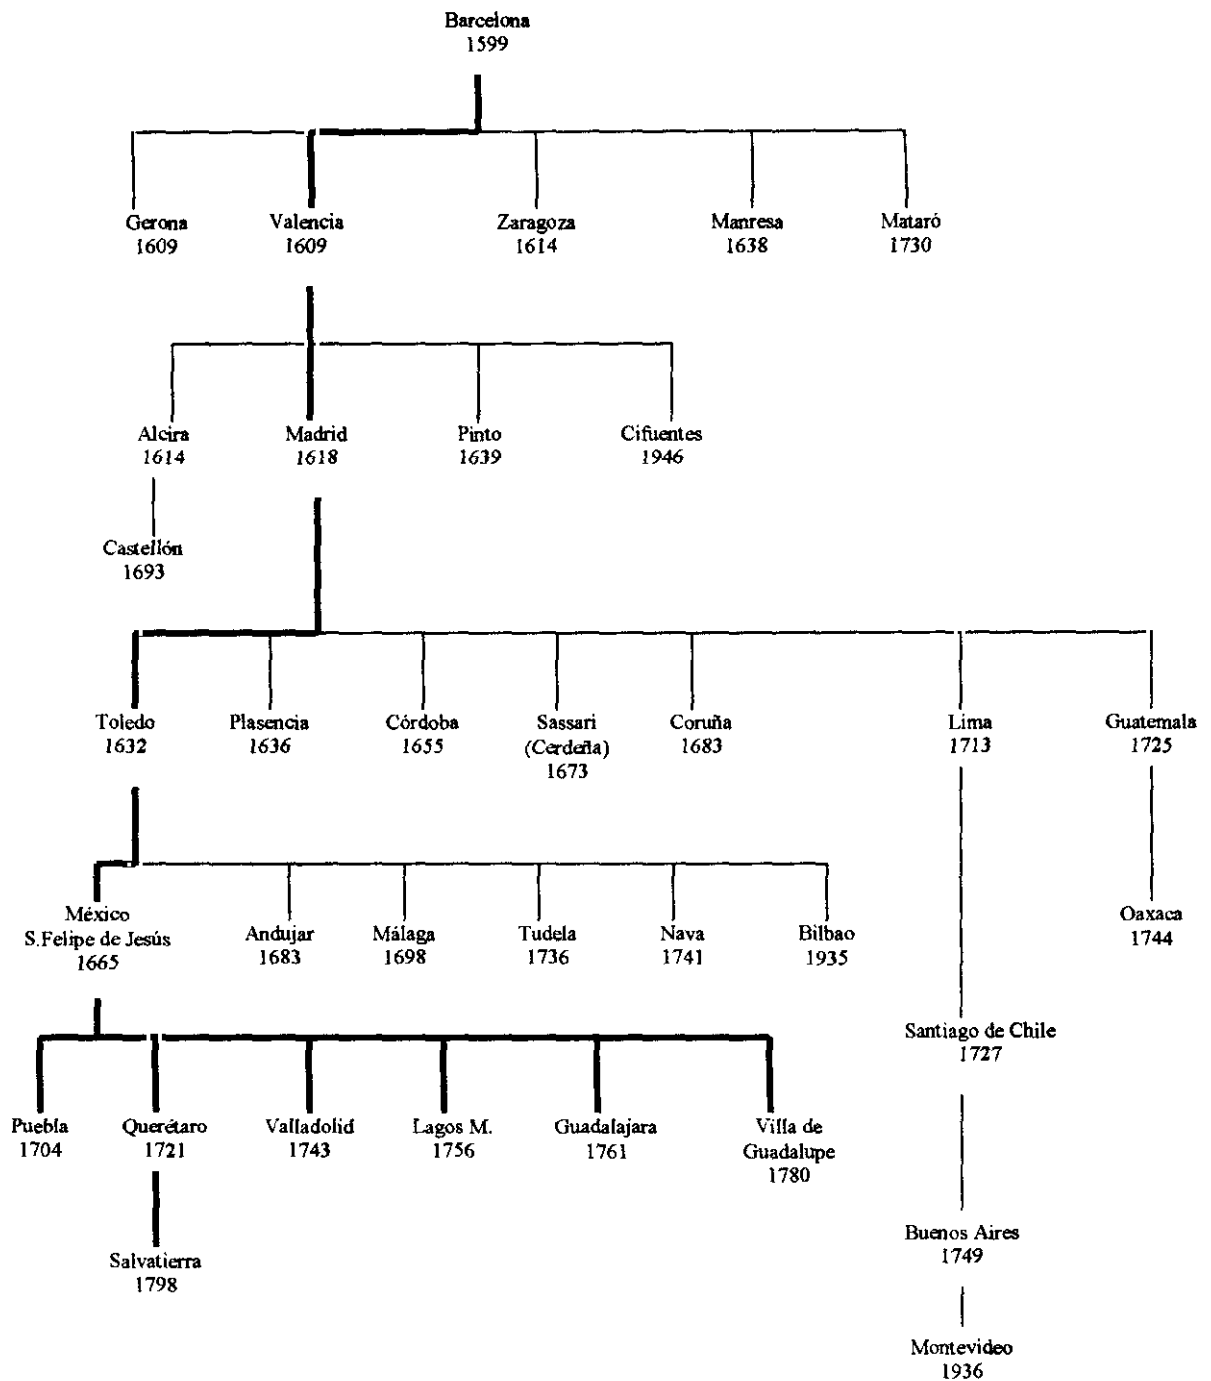 Barcelona
1599
Gerona
1609
Valencia
1609
Zaragoza
1614
Manresa
1638
Mataró
1730
Alcira
1614
Madrid
1618
Pinto
1639
Cifuentes
1946
Castellón
1693
Toledo
1632
Plasencia
1636
Córdoba
1655
Sassari
(Cerdeña)
1673
Coruña
1683
Lima
1713
Guatemala
1725
México
S.Felipe de Jesús
1665
Andujar
1683
Málaga
1698
Tudela
1736
Nava
1741
Bilbao
1935
Oaxaca
1744
Santiago de Chile
1727
Puebla
1704
Querétaro
1721
Valladolid
1743
Lagos M.
1756
Guadalajara
1761
Villa de
Guadalupe
1780
Buenos Aires
1749
Salvatierra
1798
Montevideo
1936